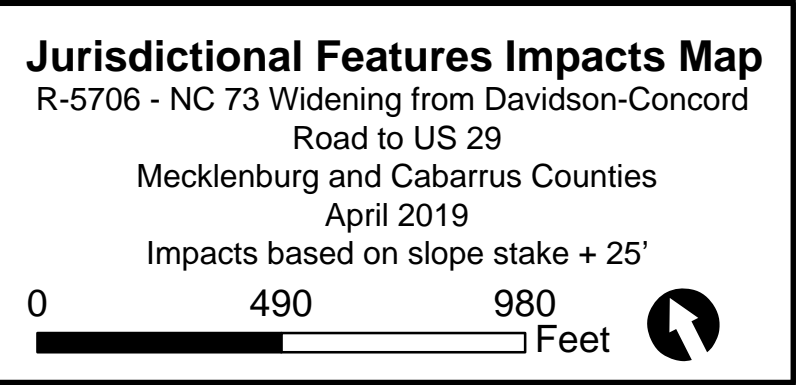 Jurisdictional Features Impacts Map
R-5706 - NC 73 Widening from Davidson-Concord
Road to US 29
Mecklenburg and Cabarrus Counties
April 2019
Impacts based on slope stake + 25’
0 490 980
Feet